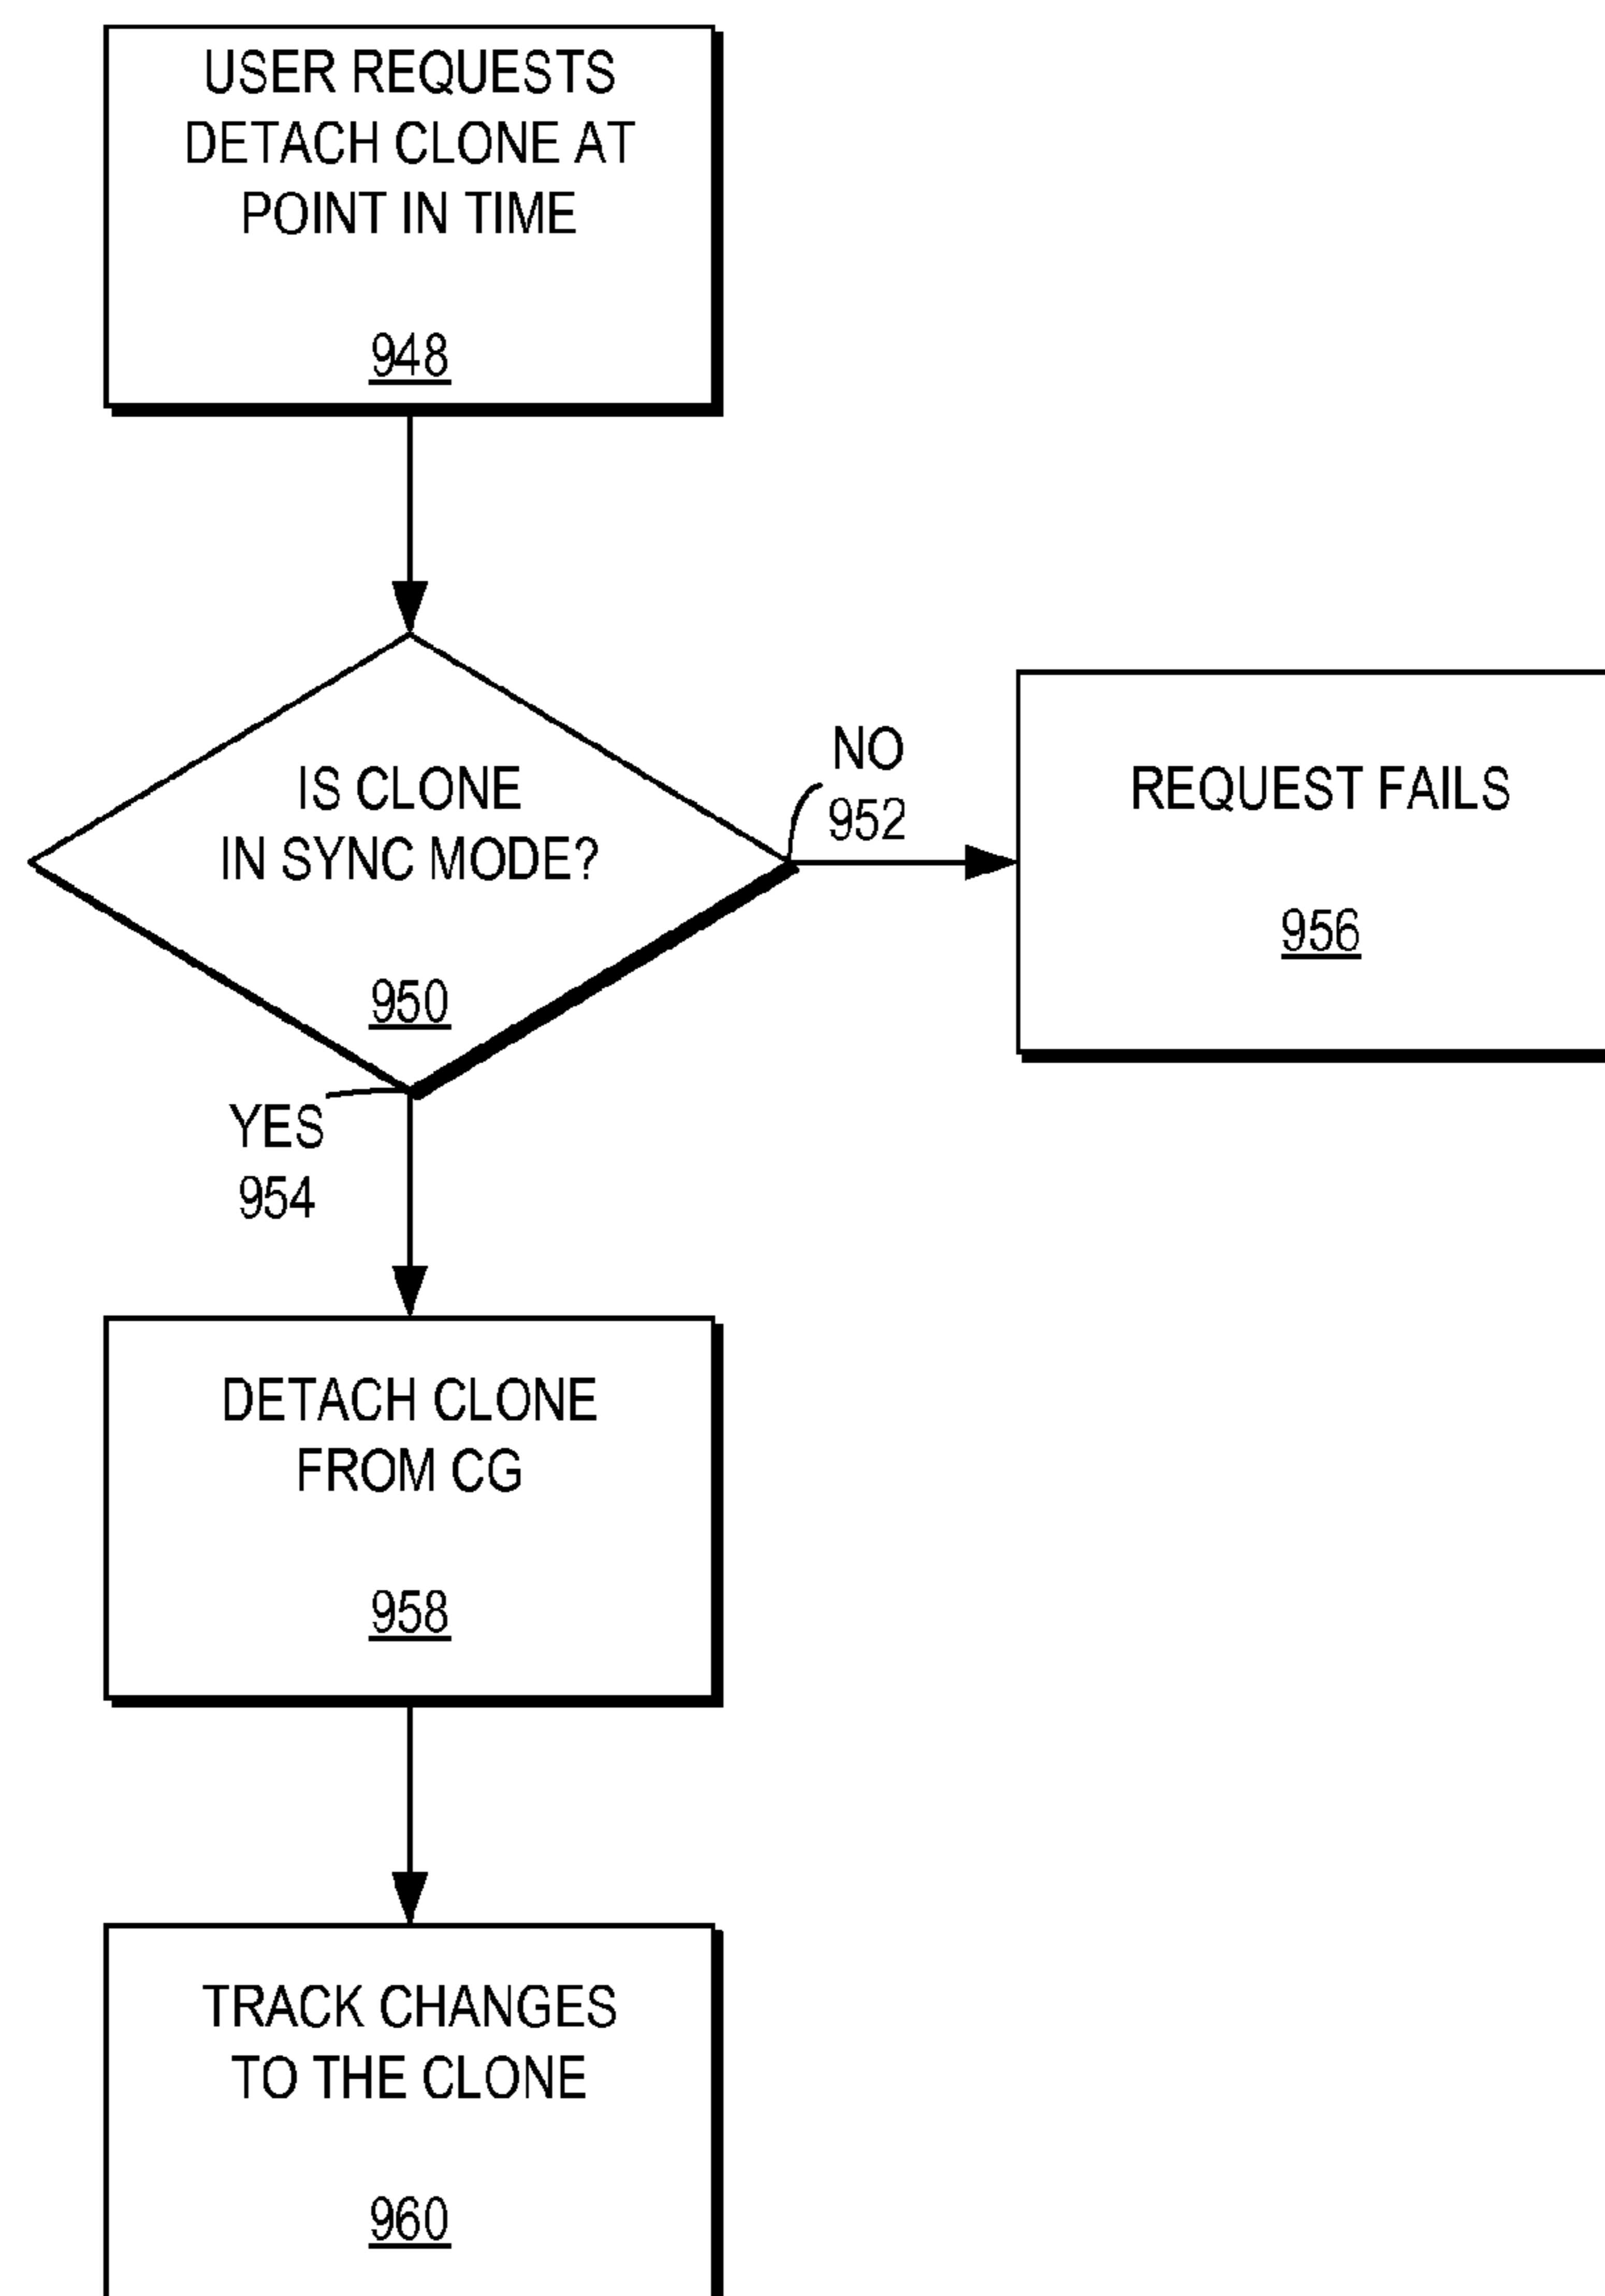 USER REQUESTS
DETACH CLONE AT
POINT IN TIME
948
IS CLONE
IN SYNC MODE?
950
NO
952
REQUEST FAILS
956
YES
954
DETACH CLONE
FROM CG
958
TRACK CHANGES
TO THE CLONE
960